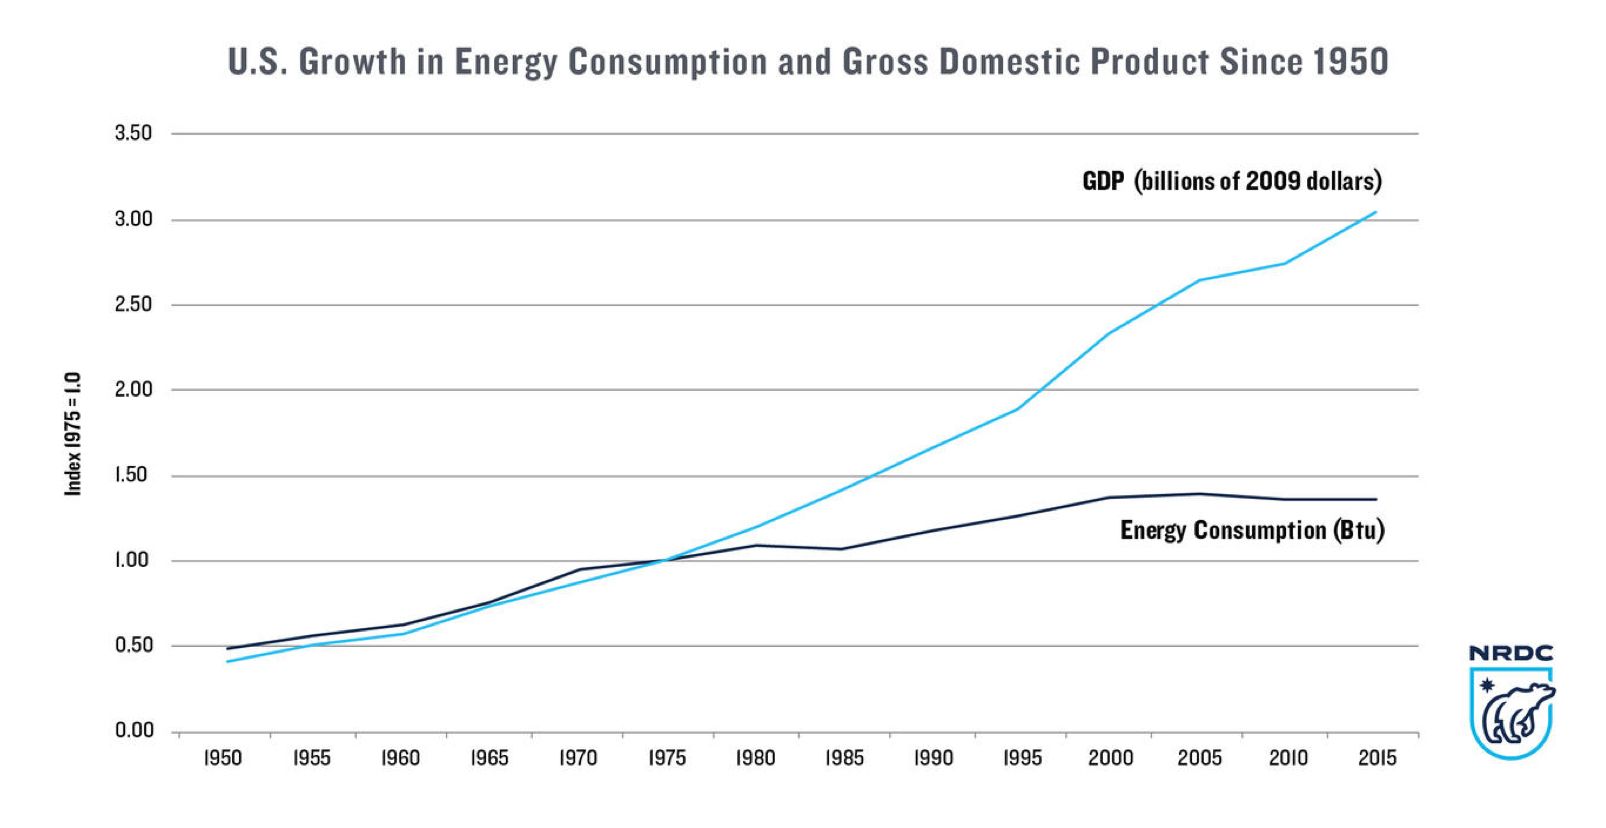 U.S. Growth in Energy Consumption and Gross Domestic Product Since 1950
3.50
GDP (billions of 2009 dollars)
3.00
2.50
2.00
Index 1975 = 1.0
1.50
Energy Consumption (Btu)
1.00
0.50
NRDC
0.00
1950 1955 1960 1965 1970 1975 1980 1985 1990 1995 2000 2005 2010 2015